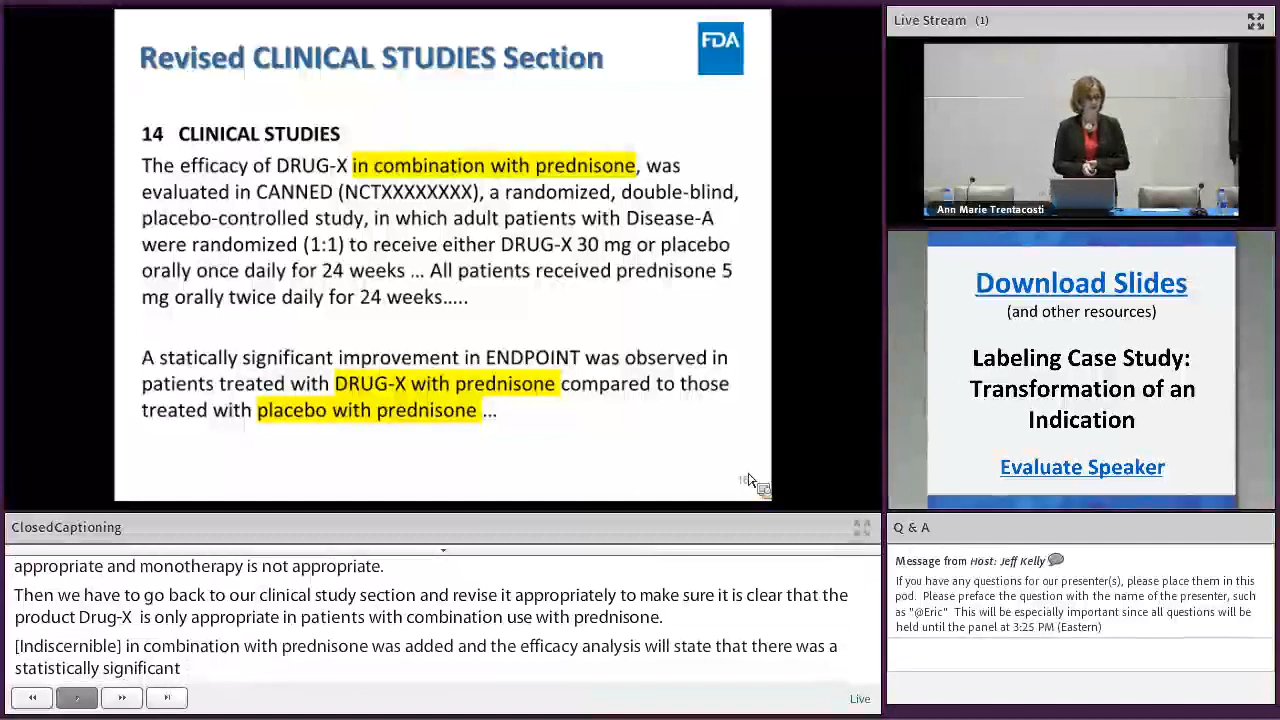 Revised CLINICAL STUDIES Section
FDA
14 CLINICAL STUDIES
The efficacy of DRUG-X in combination with prednisone, was
evaluated in CANNED (NCTXXXXXXXX), a randomized, double-blind,
placebo-controlled study, in which adult patients with Disease-A
were randomized (1:1) to receive either DRUG-X 30 mg or placebo
orally once daily for 24 weeks ... All patients received prednisone 5
mg orally twice daily for 24 weeks.....
A statically significant improvement in ENDPOINT was observed in
patients treated with DRUG-X with prednisone compared to those
treated with placebo with prednisone ...
Live Stream (1)
Ann Marie Trentacosti
Download Slides
(and other resources)
Labeling Case Study:
Transformation of an
Indication
Evaluate Speaker
ClosedCaptioning
appropriate and monotherapy is not appropriate.
Then we have to go back to our clinical study section and revise it appropriately to make sure it is clear that the
product Drug-X is only appropriate in patients with combination use with prednisone.
[Indiscernible] in combination with prednisone was added and the efficacy analysis will state that there was a
statistically significant
Live
Q & A
Message from Host: Jeff Kelly
If you have any questions for our presenter(s), please place them in this
pod. Please preface the question with the name of the presenter, such
as "@Eric" This will be especially important since all questions will be
held until the panel at 3:25 PM (Eastern)